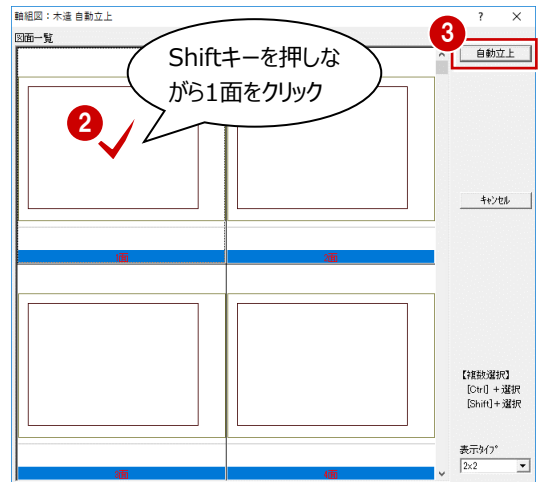 軸組図：木造 自動立上
? ×
図面一覧
3
自動立上
Shiftキーを押しな
がら1面をクリック
2
キャンセル
1面
2面
3面
4面
【複数選択】
[Ctrl] +選択
[Shift]+選択
表示タイプ
2x2